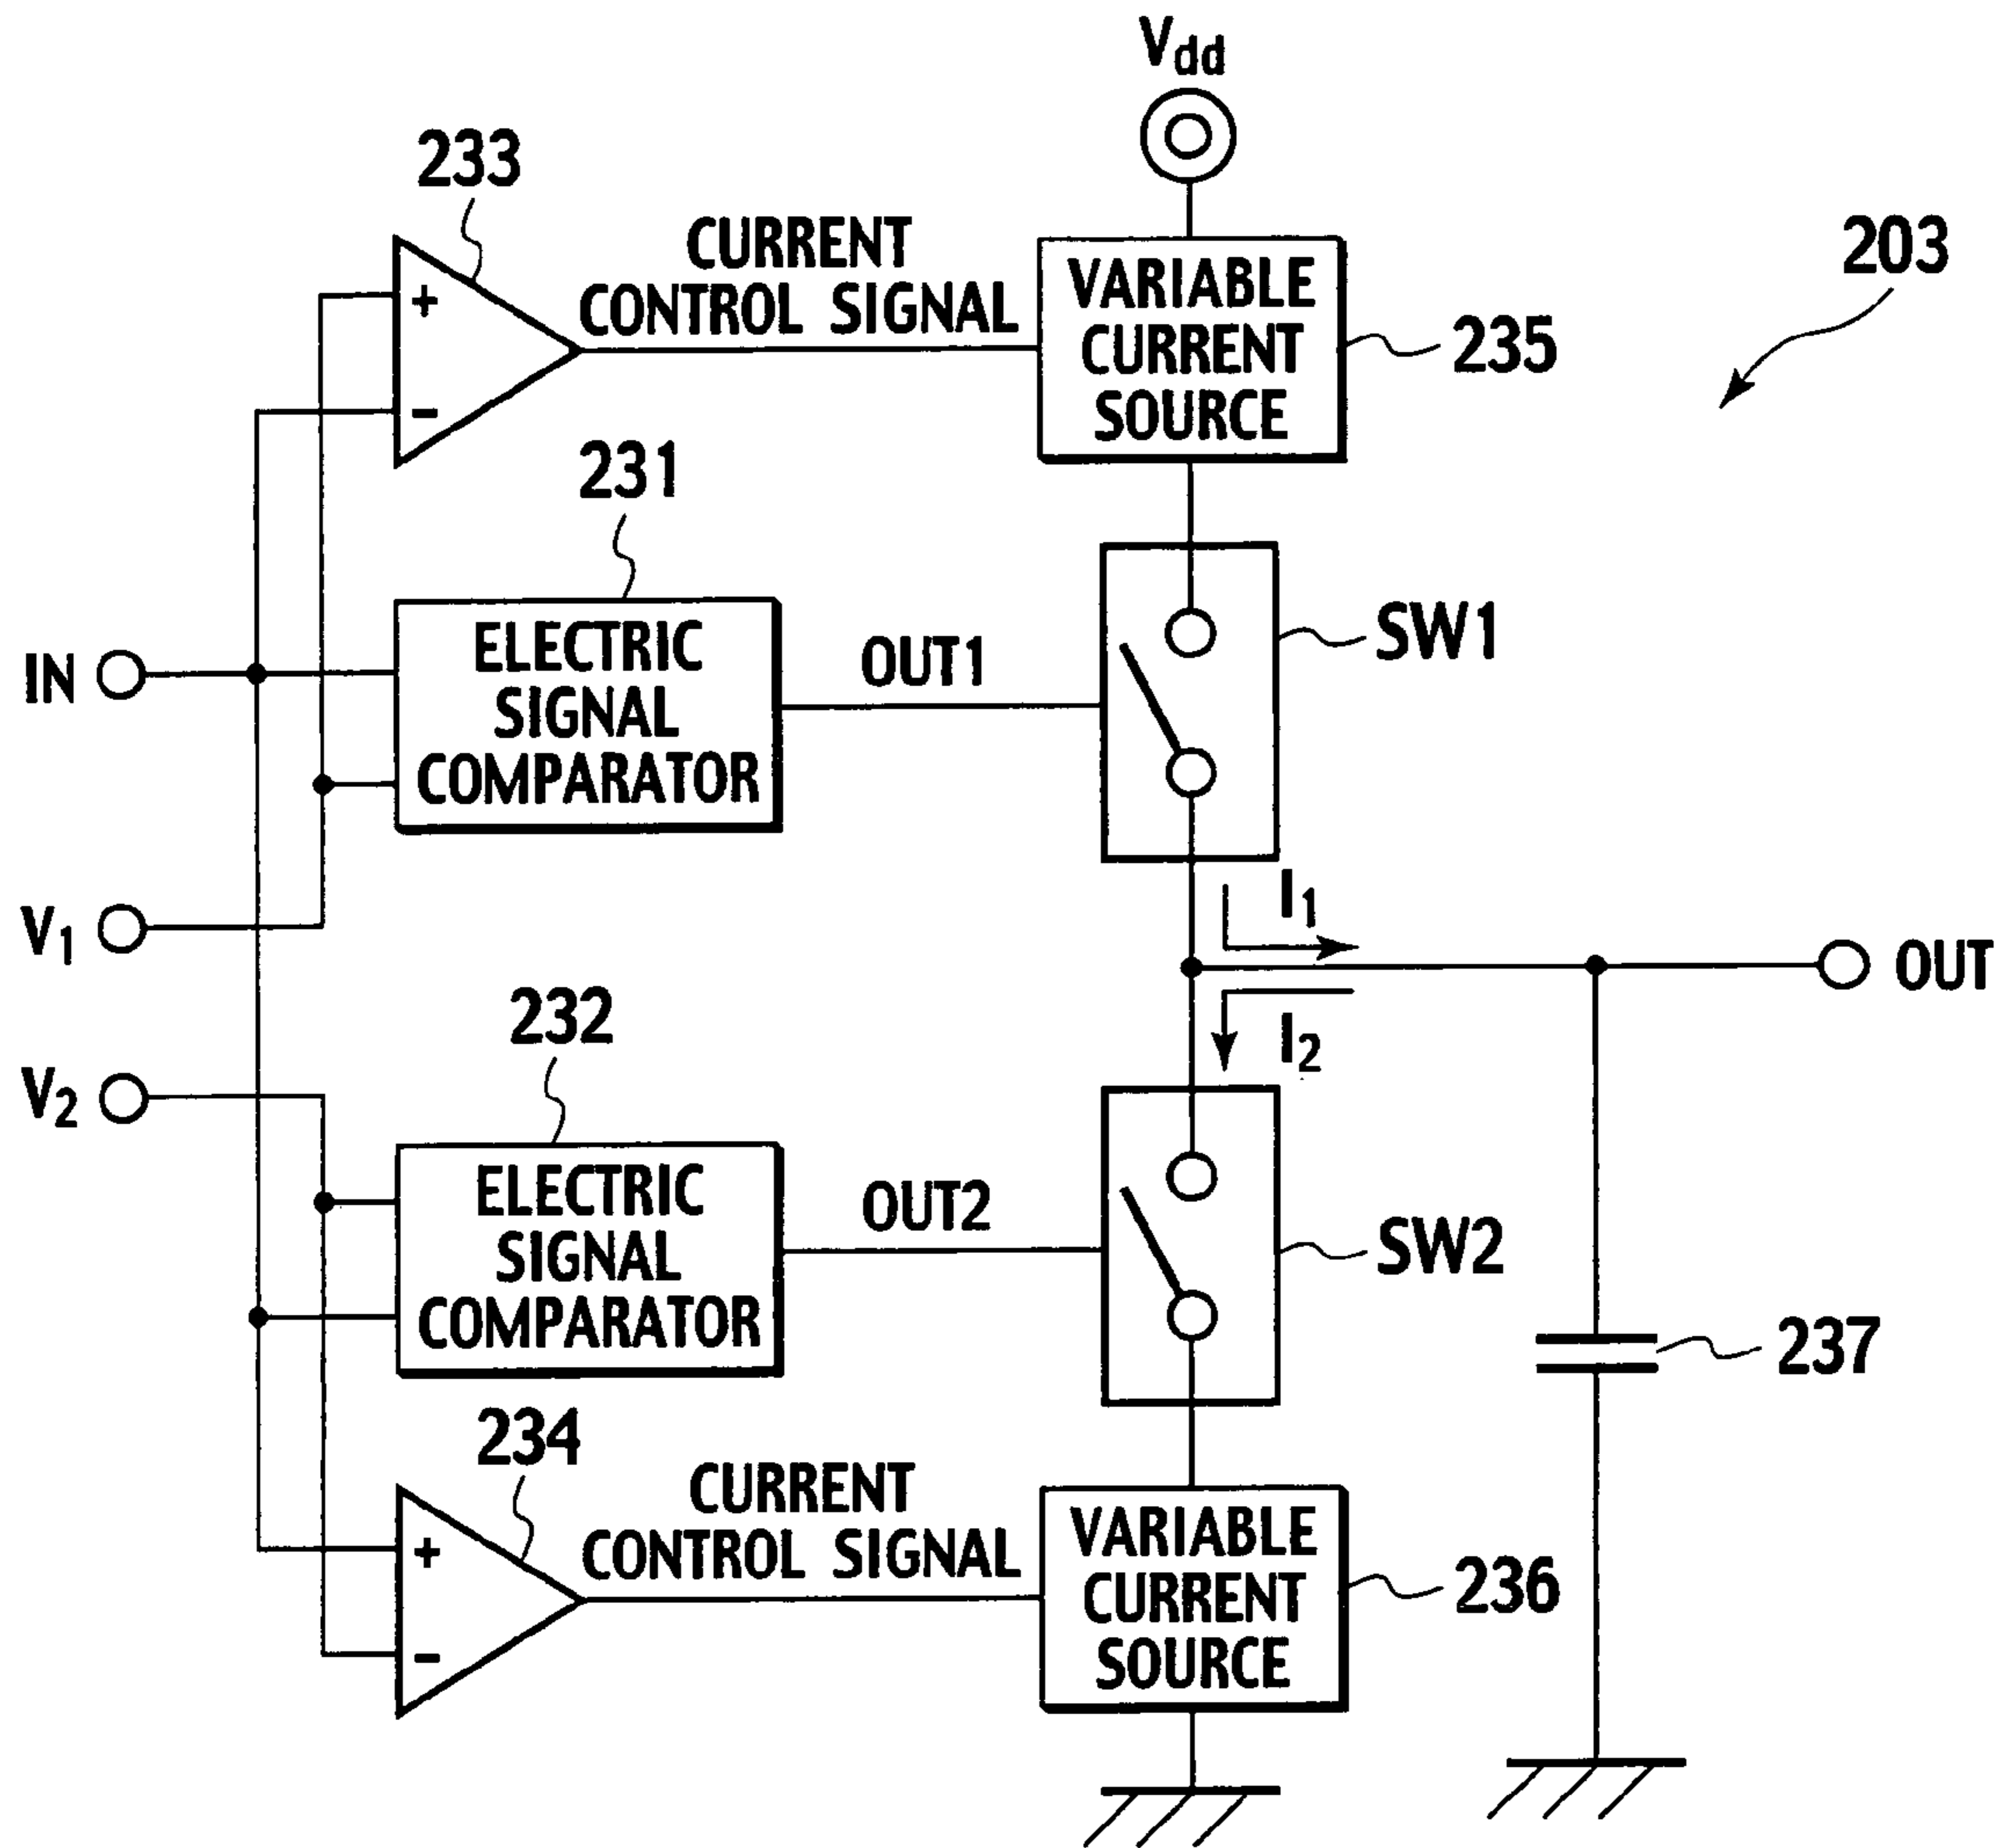 Vdd
233
CURRENT
CONTROL SIGNAL
VARIABLE
CURRENT
SOURCE
235
203
+
-
231
ELECTRIC
SIGNAL
COMPARATOR
OUT1
SW1
IN
V1
I1
OUT
I2
V2
232
ELECTRIC
SIGNAL
COMPARATOR
OUT2
SW2
237
234
CURRENT
CONTROL SIGNAL
VARIABLE
CURRENT
SOURCE
236
+
-